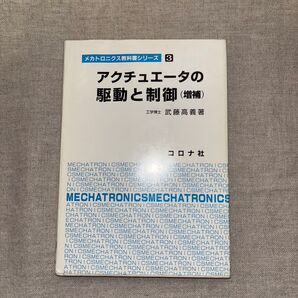 メカトロニクス教科書シリーズ 3
アクチュエータの
駆動と制御(増補)
工学博士 武藤高義著
コロナ社
MECHATRONICSMECHATRONICS
MECHATRONICSMECHATRONICS